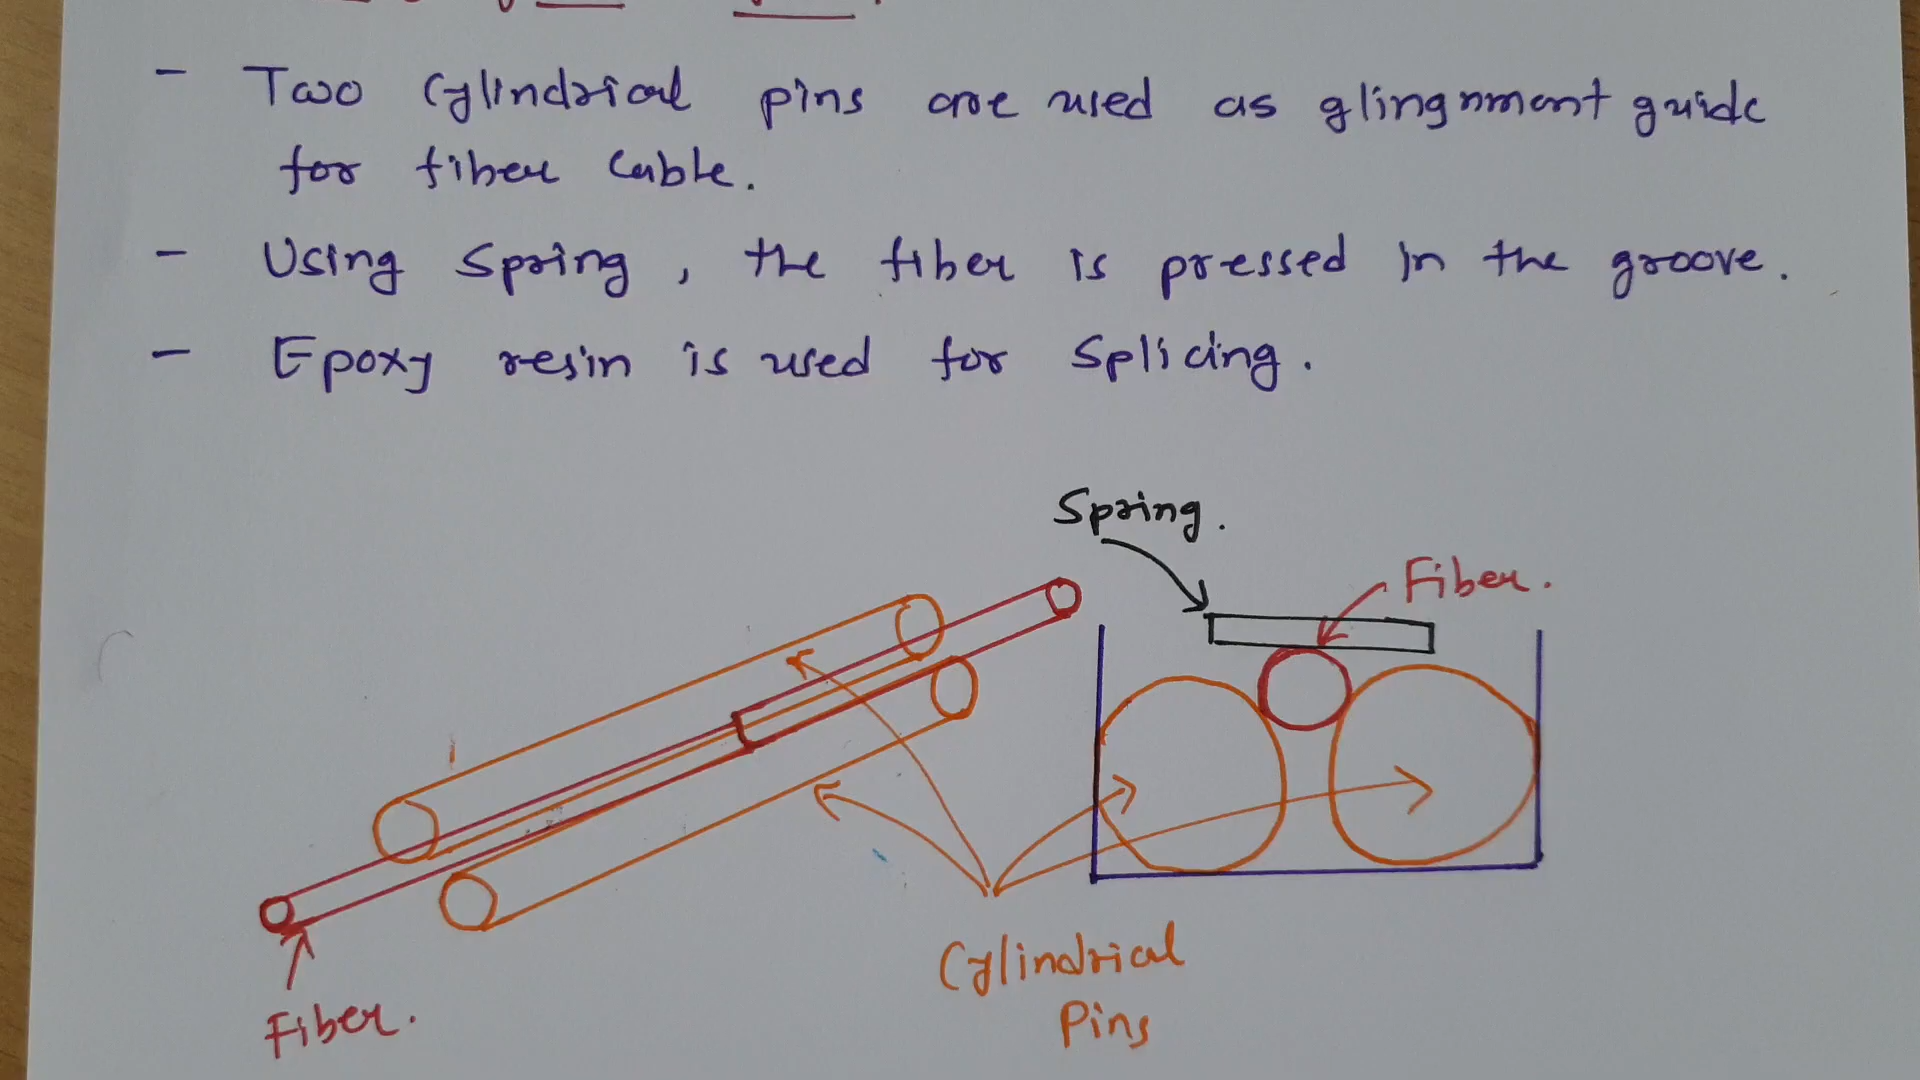 - Two Cylindrical pins are used as glingnment guide
for fiber Cable.
- Using Spring, the fiber is pressed in the groove.
- Epoxy resin is used for Splicing.
Spring.
Fiber.
Cylindrical
Pins
Fiber.